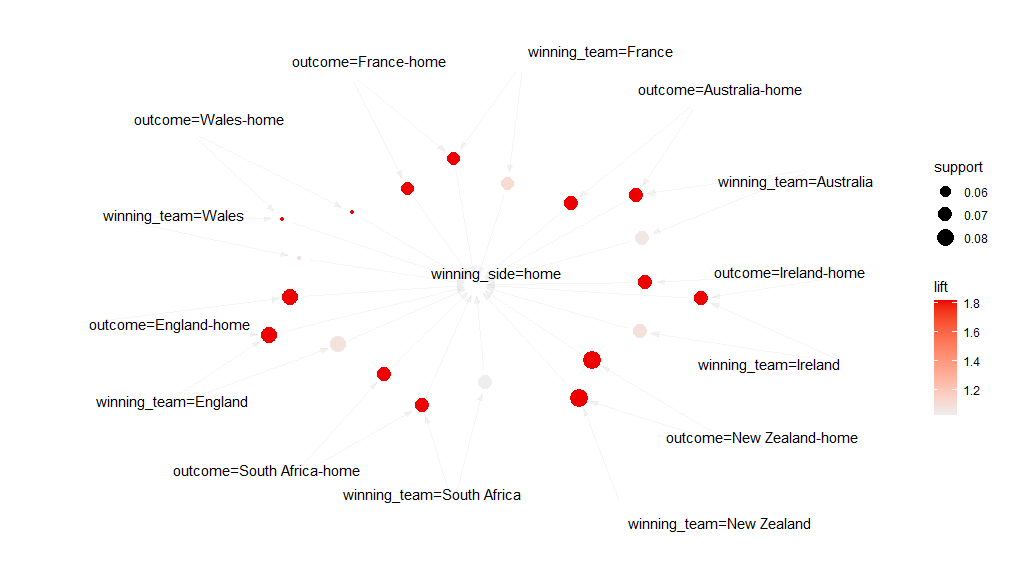 winning_team=France
outcome=France-home
outcome=Australia-home
outcome=Wales-home
support
winning_team=Australia
0.06
winning_team=Wales
0.07
0.08
winning_side=home
outcome=Ireland-home
lift
1.8
outcome=England-home
1.6
1.4
winning_team=Ireland
1.2
winning_team=England
outcome=New Zealand-home
outcome=South Africa-home
winning_team=South Africa
winning_team=New Zealand